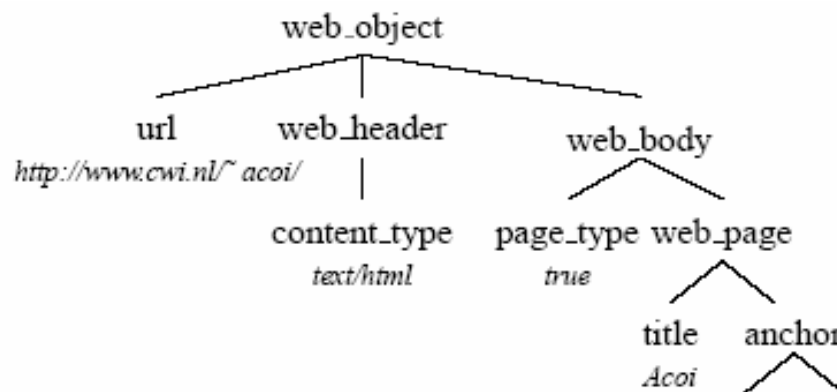 web_object
url web_header web_body
http://www.cwi.nl/~ acoi/
content_type page_type web_page
text/html true
title anchor
Acoi